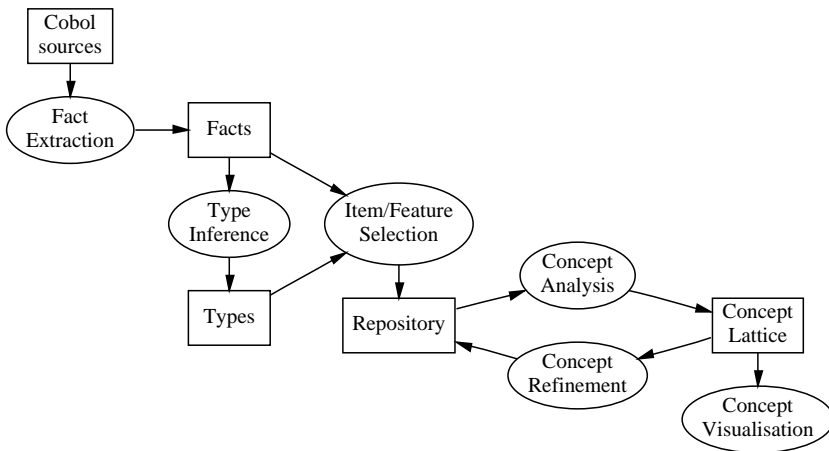 Cobol
sources
Fact
Extraction
Facts
Type
Inference
Item/Feature
Selection
Types
Repository
Concept
Analysis
Concept
Refinement
Concept
Lattice
Concept
Visualisation